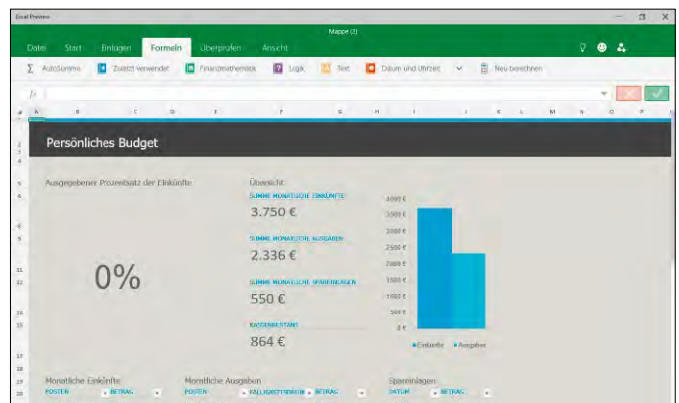 Excel Preview
Mappe (3)
Datei Start Einfügen Formeln Überprüfen Ansicht
AutoSumme Zuletzt verwendet Finanzmathematik Logik Text Datum und Uhrzeit Neu berechnen
fx
A B C D E F G H I J K L M N O P
Persönliches Budget
Ausgegebener Prozentsatz der Einkünfte
0%
Übersicht
SUMME MONATLICHE EINKÜNFTE
3.750 €
SUMME MONATLICHE AUSGABEN
2.336 €
SUMME MONATLICHE SPAREINLAGEN
550 €
KASSENBESTAND
864 €
4000 €
3500 €
3000 €
2500 €
2000 €
1500 €
1000 €
500 €
0 €
Einkünfte Ausgaben
Monatliche Einkünfte Monatliche Ausgaben Spareinlagen
POSTEN BETRAG POSTEN FÄLLIGKEITSDATUM BETRAG DATUM BETRAG